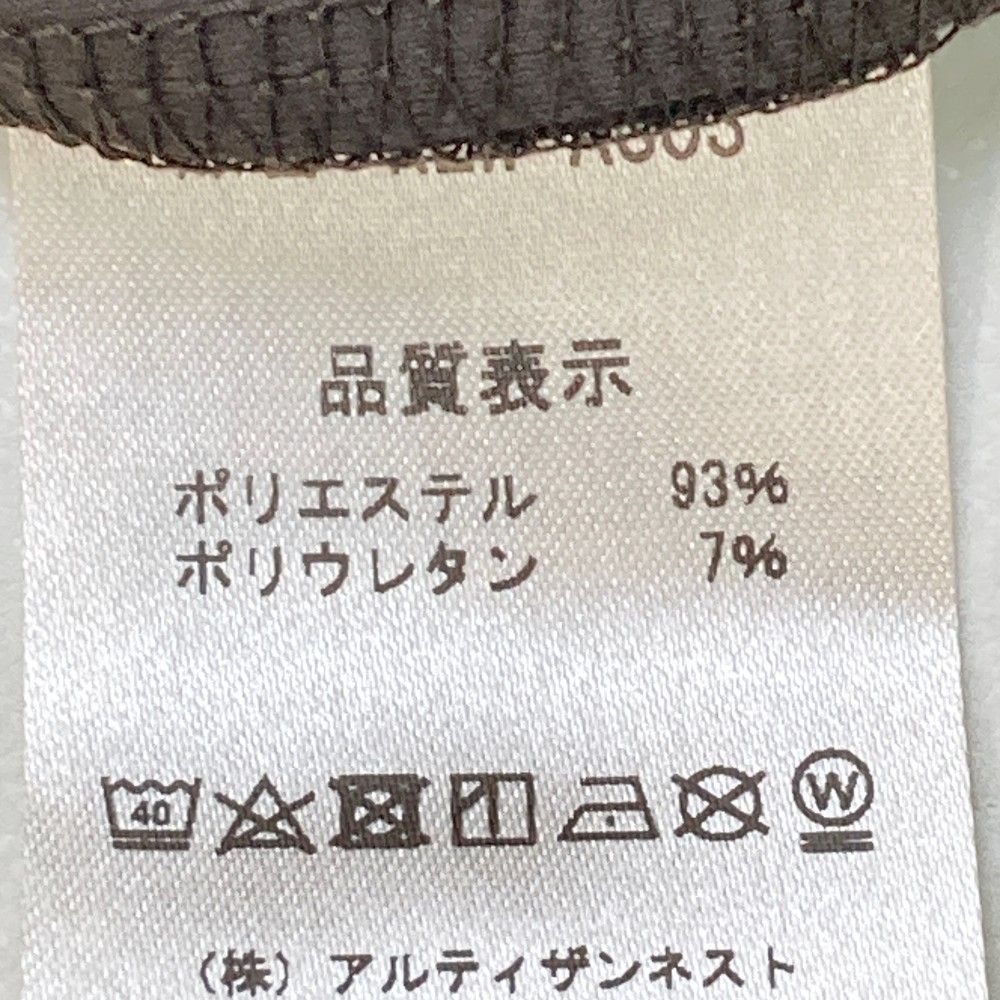 品質表示
ポリエステル 93%
ポリウレタン 7%
40 W
(株) アルティザンネスト